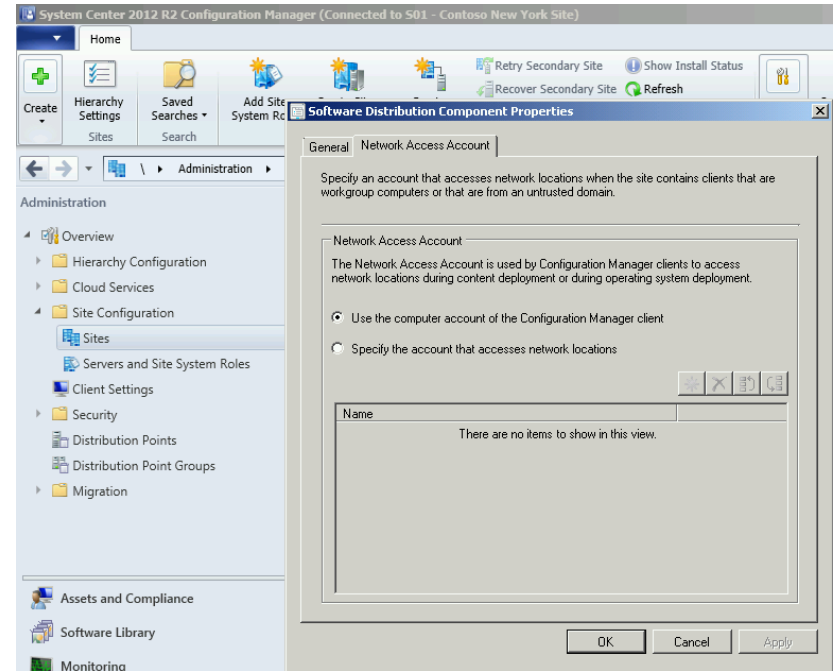 System Center 2012 R2 Configuration Manager (Connected to S01 - Contoso New York Site)
Home
Create
Hierarchy Settings
Saved Searches
Add Site System Ro
Sites
Search
Retry Secondary Site
Recover Secondary Site
Show Install Status
Refresh
\ Administration
Administration
Overview
Hierarchy Configuration
Cloud Services
Site Configuration
Sites
Servers and Site System Roles
Client Settings
Security
Distribution Points
Distribution Point Groups
Migration
Assets and Compliance
Software Library
Monitoring
Software Distribution Component Properties
General
Network Access Account
Specify an account that accesses network locations when the site contains clients that are
workgroup computers or that are from an untrusted domain.
Network Access Account
The Network Access Account is used by Configuration Manager clients to access
network locations during content deployment or during operating system deployment.
Use the computer account of the Configuration Manager client
Specify the account that accesses network locations
Name
There are no items to show in this view.
OK
Cancel
Apply